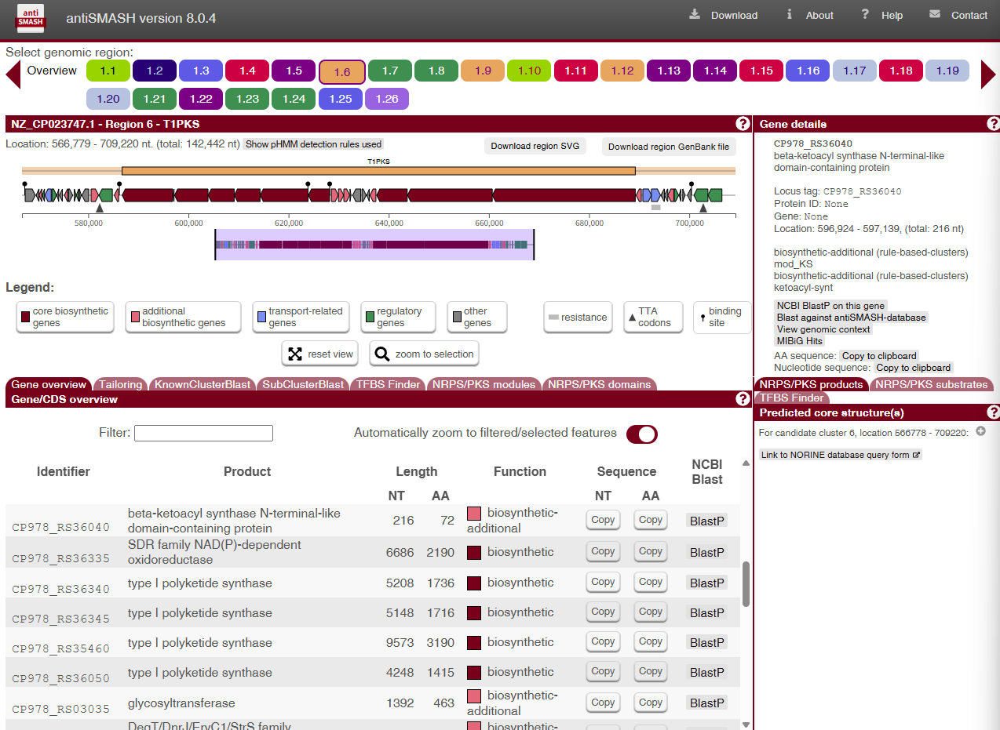 anti
SMASH
antiSMASH version 8.0.4
Download
About
Help
Contact
Select genomic region:
Overview
1.1
1.2
1.3
1.4
1.5
1.6
1.7
1.8
1.9
1.10
1.11
1.12
1.13
1.14
1.15
1.16
1.17
1.18
1.19
1.20
1.21
1.22
1.23
1.24
1.25
1.26
NZ_CP023747.1 - Region 6 - T1PKS
?
Location: 566,779 - 709,220 nt. (total: 142,442 nt) Show pHMM detection rules used
Download region SVG
Download region GenBank file
T1PKS
580,000
600,000
620,000
640,000
660,000
680,000
700,000
Legend:
core biosynthetic
genes
additional
biosynthetic genes
transport-related
genes
regulatory
genes
other
genes
resistance
TTA
codons
binding
site
reset view
zoom to selection
Gene overview
Tailoring
KnownClusterBlast
SubClusterBlast
TFBS Finder
NRPS/PKS modules
NRPS/PKS domains
Gene/CDS overview
?
Filter:
Automatically zoom to filtered/selected features
Identifier
Product
Length
Function
Sequence
NCBI
Blast
NT
AA
NT
AA
CP978_RS36040
beta-ketoacyl synthase N-terminal-like
domain-containing protein
216
72
biosynthetic-
additional
Copy
Copy
BlastP
CP978_RS36335
SDR family NAD(P)-dependent
oxidoreductase
6686
2190
biosynthetic
Copy
Copy
BlastP
CP978_RS36340
type I polyketide synthase
5208
1736
biosynthetic
Copy
Copy
BlastP
CP978_RS36345
type I polyketide synthase
5148
1716
biosynthetic
Copy
Copy
BlastP
CP978_RS35460
type I polyketide synthase
9573
3190
biosynthetic
Copy
Copy
BlastP
CP978_RS36050
type I polyketide synthase
4248
1415
biosynthetic
Copy
Copy
BlastP
CP978_RS03035
glycosyltransferase
1392
463
biosynthetic-
additional
Copy
Copy
BlastP
DegT/DnrJ/EryC1/StrS family
biosynthetic-
Gene details
?
CP978_RS36040
beta-ketoacyl synthase N-terminal-like
domain-containing protein
Locus tag: CP978_RS36040
Protein ID: None
Gene: None
Location: 596,924 - 597,139, (total: 216 nt)
biosynthetic-additional (rule-based-clusters)
mod_KS
biosynthetic-additional (rule-based-clusters)
ketoacyl-synt
NCBI BlastP on this gene
Blast against antiSMASH-database
View genomic context
MIBiG Hits
AA sequence: Copy to clipboard
Nucleotide sequence: Copy to clipboard
NRPS/PKS products
NRPS/PKS substrates
TFBS Finder
Predicted core structure(s)
?
For candidate cluster 6, location 566778 - 709220:
Link to NORINE database query form